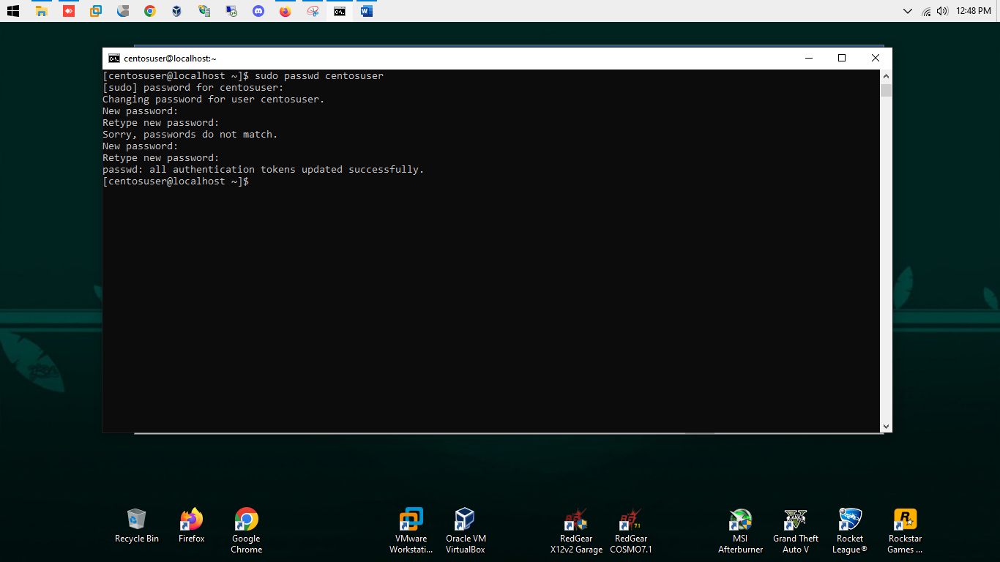 12:48 PM
centosuser@localhost:~
[centosuser@localhost ~]$ sudo passwd centosuser
[sudo] password for centosuser:
Changing password for user centosuser.
New password:
Retype new password:
Sorry, passwords do not match.
New password:
Retype new password:
passwd: all authentication tokens updated successfully.
[centosuser@localhost ~]$
Recycle Bin
Firefox
Google
Chrome
VMware
Workstati...
Oracle VM
VirtualBox
RedGear
X12v2 Garage
7.1
RedGear
COSMO7.1
MSI
Afterburner
Grand Theft
Auto V
Rocket
League®
Rockstar
Games ...